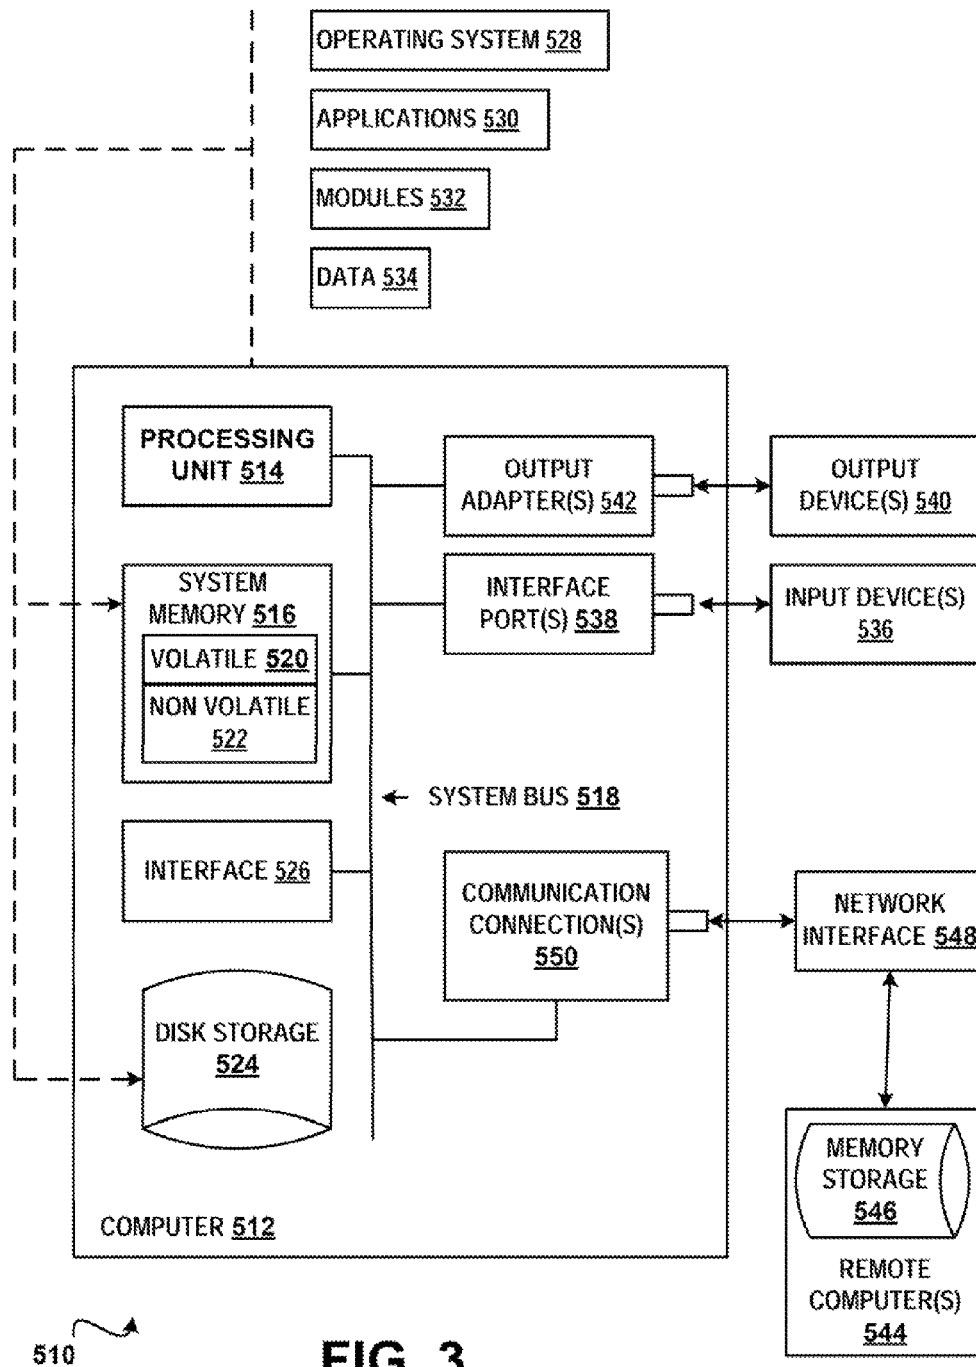 OPERATING SYSTEM 528
APPLICATIONS 530
MODULES 532
DATA 534
PROCESSING
UNIT 514
OUTPUT
ADAPTER(S) 542
OUTPUT
DEVICE(S) 540
SYSTEM
MEMORY 516
VOLATILE 520
NON VOLATILE
522
INTERFACE
PORT(S) 538
INPUT DEVICE(S)
536
SYSTEM BUS 518
INTERFACE 526
COMMUNICATION
CONNECTION(S)
550
NETWORK
INTERFACE 548
DISK STORAGE
524
MEMORY
STORAGE
546
REMOTE
COMPUTER(S)
544
COMPUTER 512
510
FIG. 3